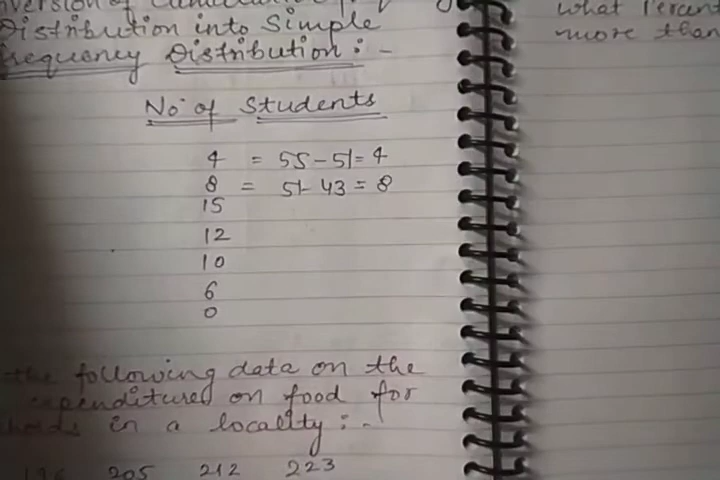 Distribution into Simple
Frequency Distribution :-
No. of Students
4 = 55 - 51 = 4
8 = 51 - 43 = 8
15
12
10
6
0
the following data on the
expenditure on food for
in a locality :-
205 212 223
what Percent
more than